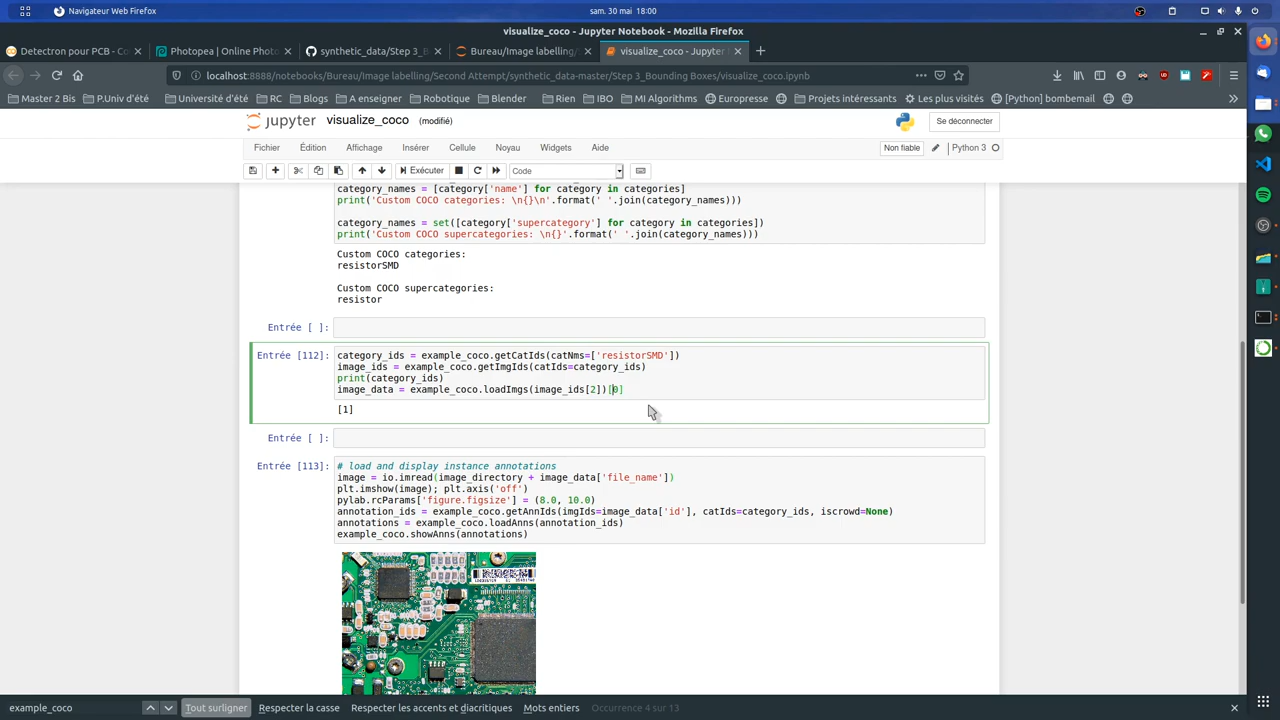 Navigateur Web Firefox
sam. 30 mai 18:00
visualize_coco - Jupyter Notebook - Mozilla Firefox
Detectron pour PCB - Co
Photopea | Online Photo
synthetic_data/Step 3_B
Bureau/Image labelling/
visualize_coco - Jupyter
localhost:8888/notebooks/Bureau/Image labelling/Second Attempt/synthetic_data-master/Step 3_Bounding Boxes/visualize_coco.ipynb
Master 2 Bis
P.Univ d'été
Université d'été
RC
Blogs
A enseigner
Robotique
Blender
Rien
IBO
MI Algorithms
Europresse
Projets intéressants
Les plus visités
[Python] bombemail
jupyter
visualize_coco
(modifié)
Se déconnecter
Fichier
Édition
Affichage
Insérer
Cellule
Noyau
Widgets
Aide
Non fiable
Python 3
Exécuter
Code
category_names = [category['name'] for category in categories]
print('Custom COCO categories: \n{}\n'.format(' '.join(category_names)))
category_names = set([category['supercategory'] for category in categories])
print('Custom COCO supercategories: \n{}'.format(' '.join(category_names)))
Custom COCO categories:
resistorSMD
Custom COCO supercategories:
resistor
Entrée [ ]:
Entrée [112]:
category_ids = example_coco.getCatIds(catNms=['resistorSMD'])
image_ids = example_coco.getImgIds(catIds=category_ids)
print(category_ids)
image_data = example_coco.loadImgs(image_ids[2])[0]
[1]
Entrée [ ]:
Entrée [113]:
# load and display instance annotations
image = io.imread(image_directory + image_data['file_name'])
plt.imshow(image); plt.axis('off')
pylab.rcParams['figure.figsize'] = (8.0, 10.0)
annotation_ids = example_coco.getAnnIds(imgIds=image_data['id'], catIds=category_ids, iscrowd=None)
annotations = example_coco.loadAnns(annotation_ids)
example_coco.showAnns(annotations)
example_coco
Tout surligner
Respecter la casse
Respecter les accents et diacritiques
Mots entiers
Occurrence 4 sur 13